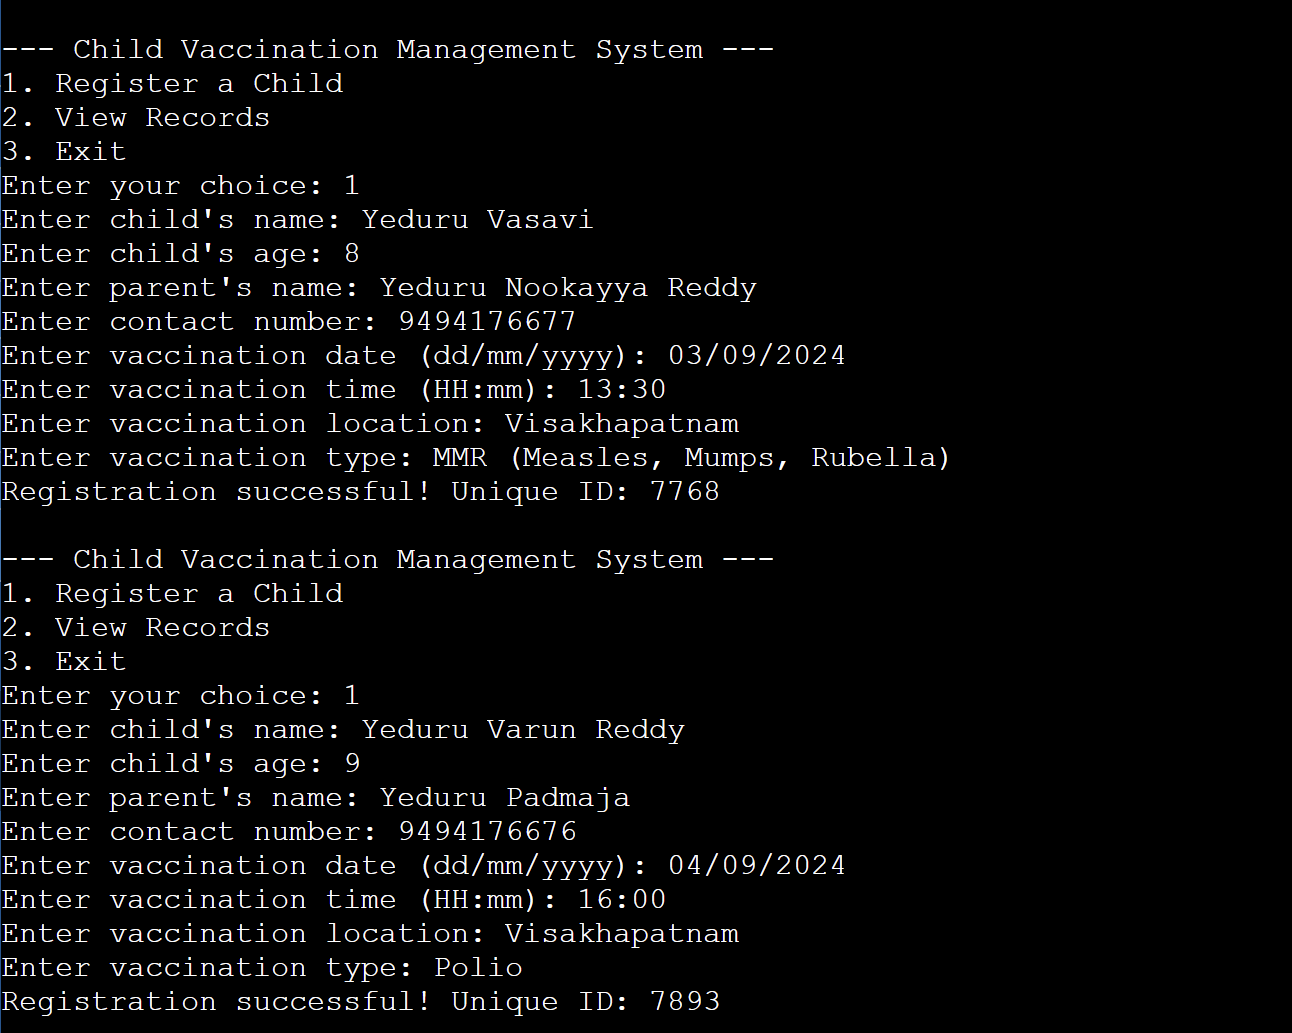 --- Child Vaccination Management System ---
1. Register a Child
2. View Records
3. Exit
Enter your choice: 1
Enter child's name: Yeduru Vasavi
Enter child's age: 8
Enter parent's name: Yeduru Nookayya Reddy
Enter contact number: 9494176677
Enter vaccination date (dd/mm/yyyy): 03/09/2024
Enter vaccination time (HH:mm): 13:30
Enter vaccination location: Visakhapatnam
Enter vaccination type: MMR (Measles, Mumps, Rubella)
Registration successful! Unique ID: 7768
--- Child Vaccination Management System ---
1. Register a Child
2. View Records
3. Exit
Enter your choice: 1
Enter child's name: Yeduru Varun Reddy
Enter child's age: 9
Enter parent's name: Yeduru Padmaja
Enter contact number: 9494176676
Enter vaccination date (dd/mm/yyyy): 04/09/2024
Enter vaccination time (HH:mm): 16:00
Enter vaccination location: Visakhapatnam
Enter vaccination type: Polio
Registration successful! Unique ID: 7893